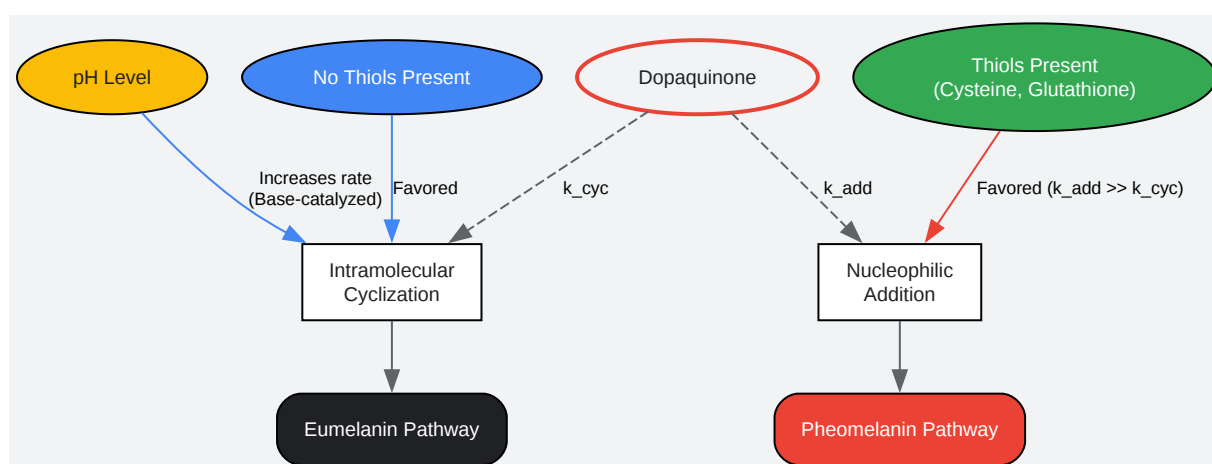 pH Level
No Thiols Present
Dopaquinone
Thiols Present
(Cysteine, Glutathione)
Increases rate
(Base-catalyzed)
Favored
k_cyc
k_add
Favored (k_add >> k_cyc)
Intramolecular
Cyclization
Nucleophilic
Addition
Eumelanin Pathway
Pheomelanin Pathway